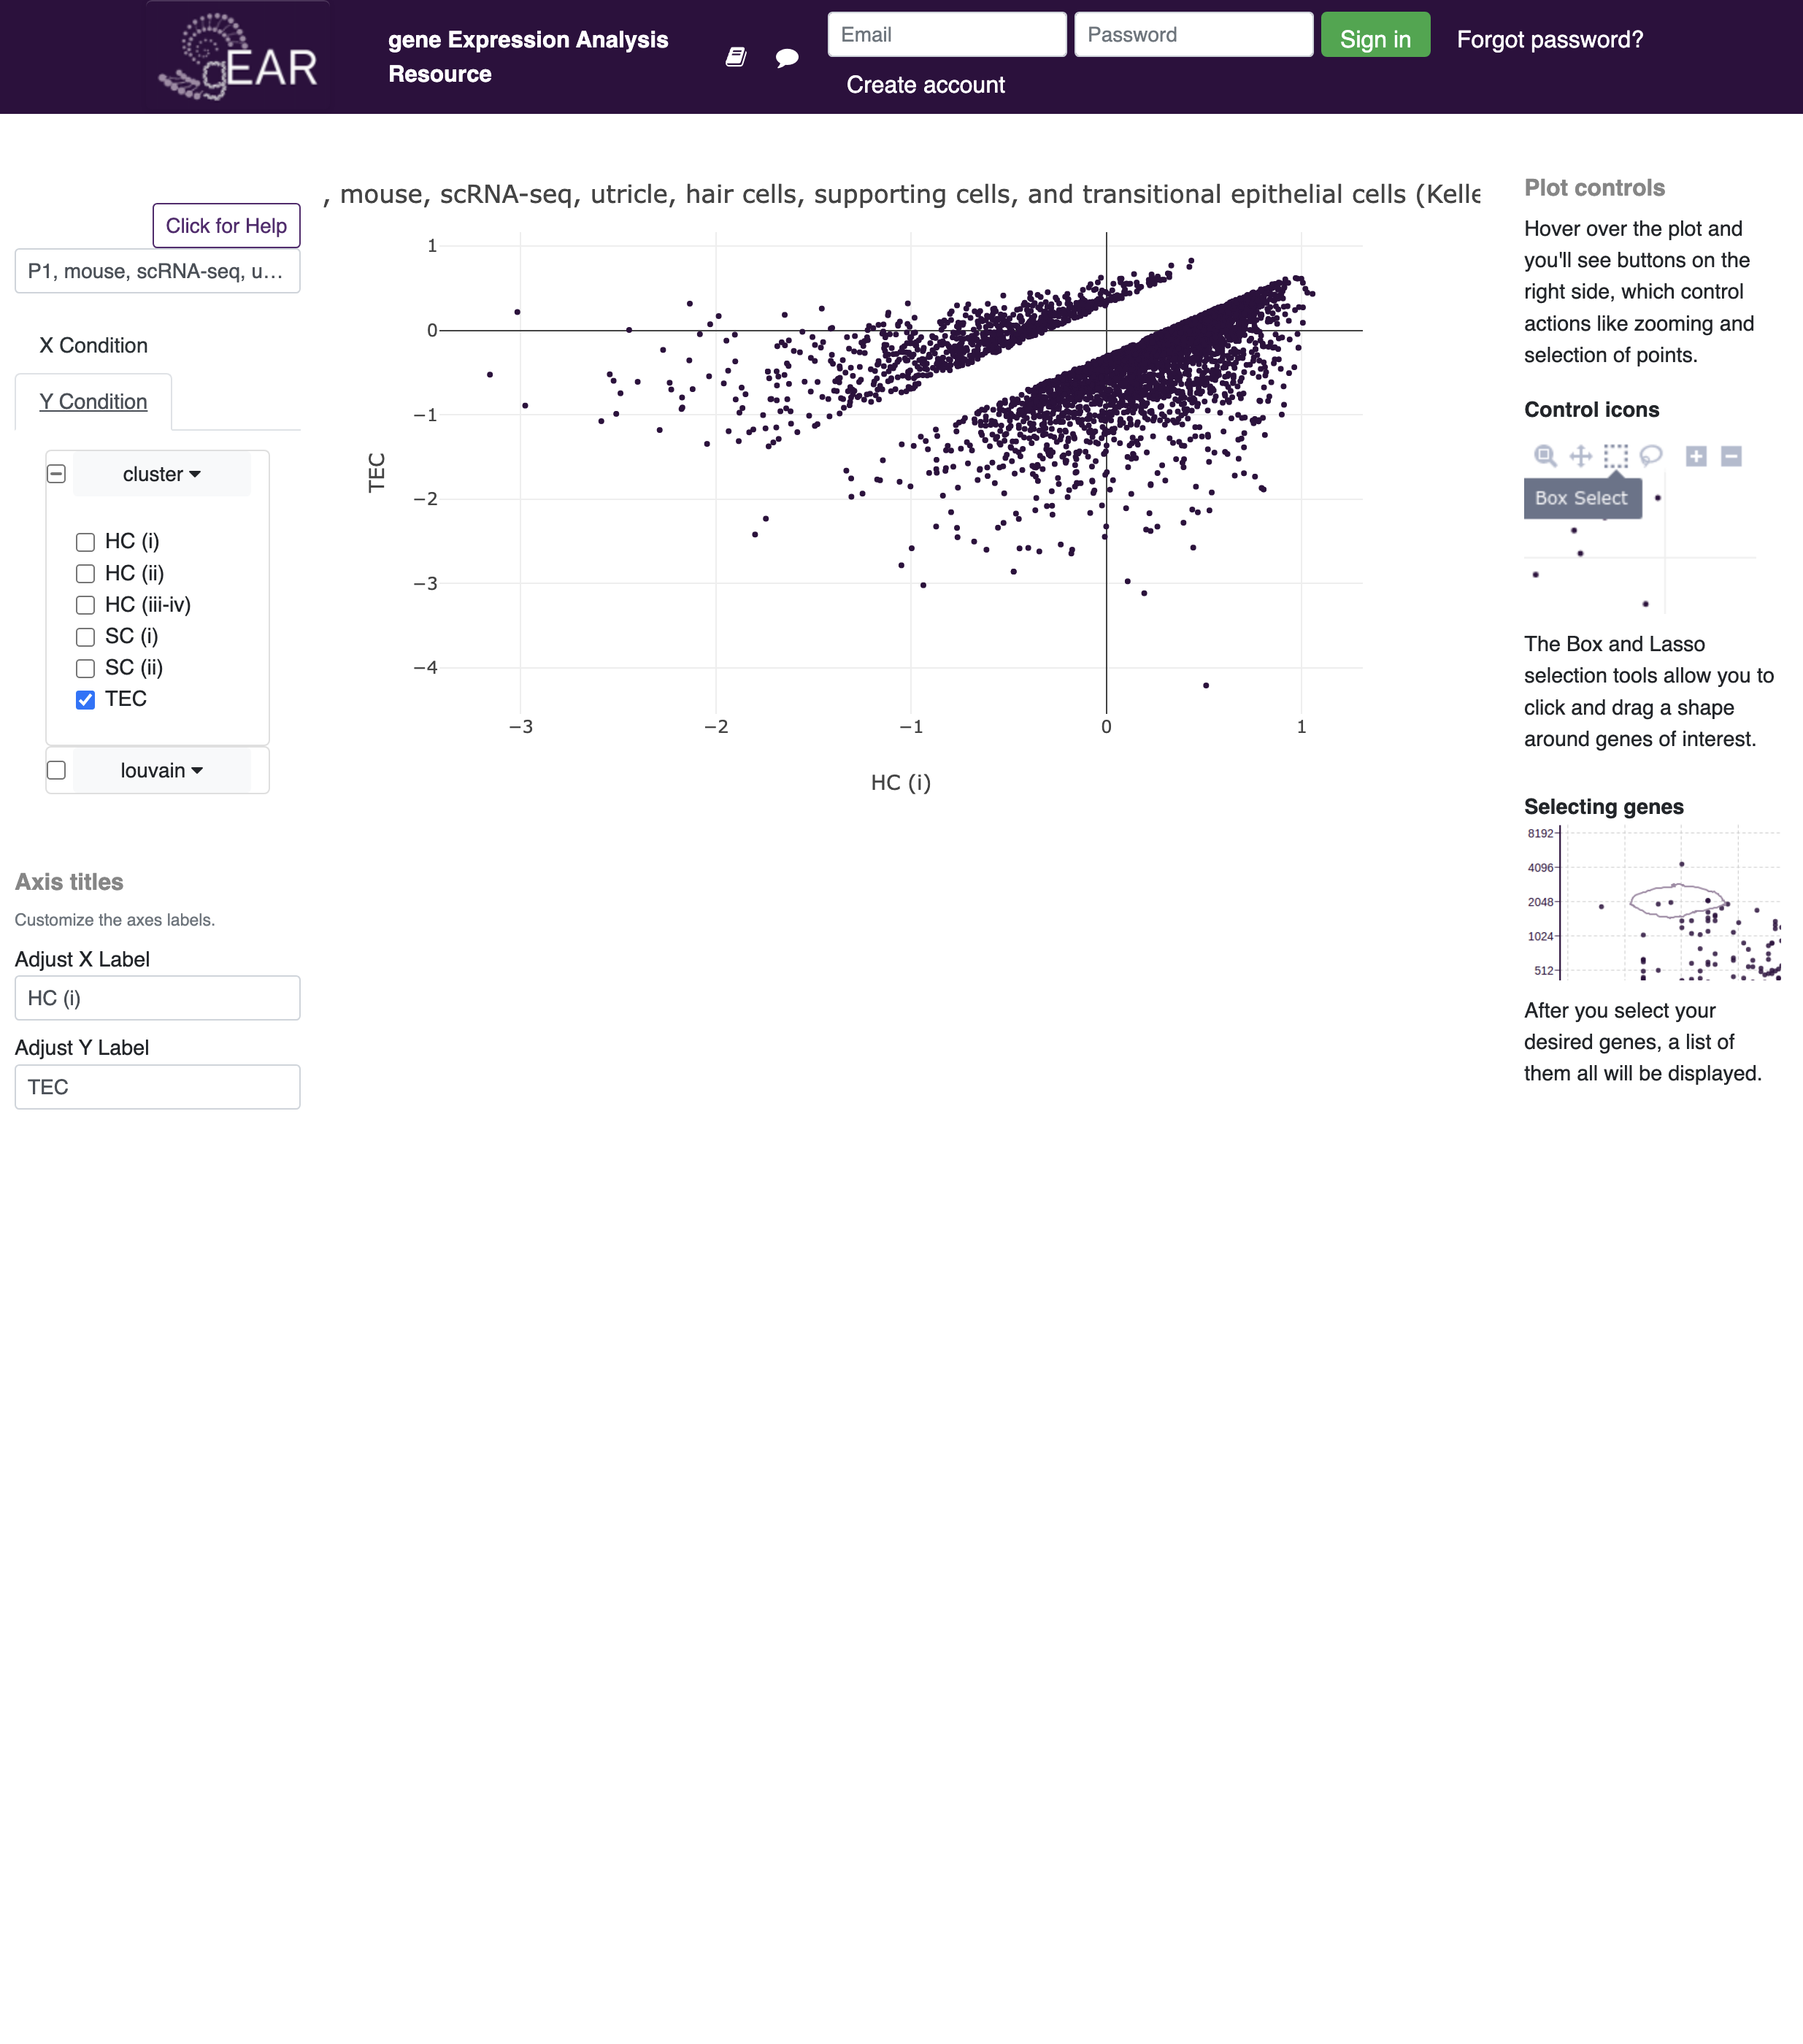 gEAR
gene Expression Analysis
Resource
Email
Password
Sign in
Forgot password?
Create account
Click for Help
P1, mouse, scRNA-seq, u...
X Condition
Y Condition
cluster
HC (i)
HC (ii)
HC (iii-iv)
SC (i)
SC (ii)
TEC
louvain
Axis titles
Customize the axes labels.
Adjust X Label
HC (i)
Adjust Y Label
TEC
, mouse, scRNA-seq, utricle, hair cells, supporting cells, and transitional epithelial cells (Kelle
1
0
−1
−2
−3
−4
TEC
−3
−2
−1
0
1
HC (i)
Plot controls
Hover over the plot and
you'll see buttons on the
right side, which control
actions like zooming and
selection of points.
Control icons
Box Select
The Box and Lasso
selection tools allow you to
click and drag a shape
around genes of interest.
Selecting genes
8192
4096
2048
1024
512
After you select your
desired genes, a list of
them all will be displayed.